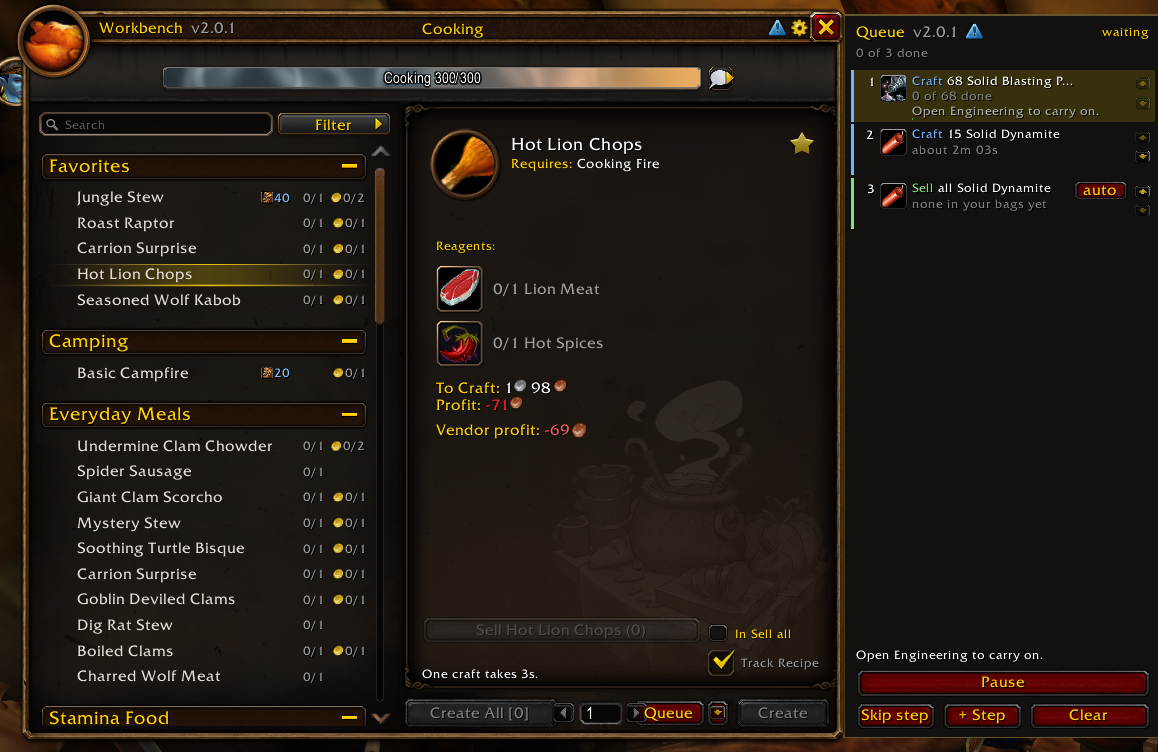 Workbench v2.0.1
Cooking
Cooking 300/300
Search
Filter
Favorites
Jungle Stew 40 0/1 0/2
Roast Raptor 0/1 0/1
Carrion Surprise 0/1 0/1
Hot Lion Chops 0/1 0/1
Seasoned Wolf Kabob 0/1 0/1
Camping
Basic Campfire 20 0/1
Everyday Meals
Undermine Clam Chowder 0/1 0/2
Spider Sausage 0/1
Giant Clam Scorcho 0/1 0/1
Mystery Stew 0/1 0/1
Soothing Turtle Bisque 0/1 0/1
Carrion Surprise 0/1 0/1
Goblin Deviled Clams 0/1 0/1
Dig Rat Stew 0/1
Boiled Clams 0/1 0/1
Charred Wolf Meat 0/1
Stamina Food
Hot Lion Chops
Requires: Cooking Fire
Reagents:
0/1 Lion Meat
0/1 Hot Spices
To Craft: 1 98
Profit: -71
Vendor profit: -69
Sell Hot Lion Chops (0)
In Sell all
Track Recipe
One craft takes 3s.
Create All [0]
1
Queue
Create
Queue v2.0.1
waiting
0 of 3 done
1 Craft 68 Solid Blasting P...
0 of 68 done
Open Engineering to carry on.
2 Craft 15 Solid Dynamite
about 2m 03s
3 Sell all Solid Dynamite
auto
none in your bags yet
Open Engineering to carry on.
Pause
Skip step
+ Step
Clear